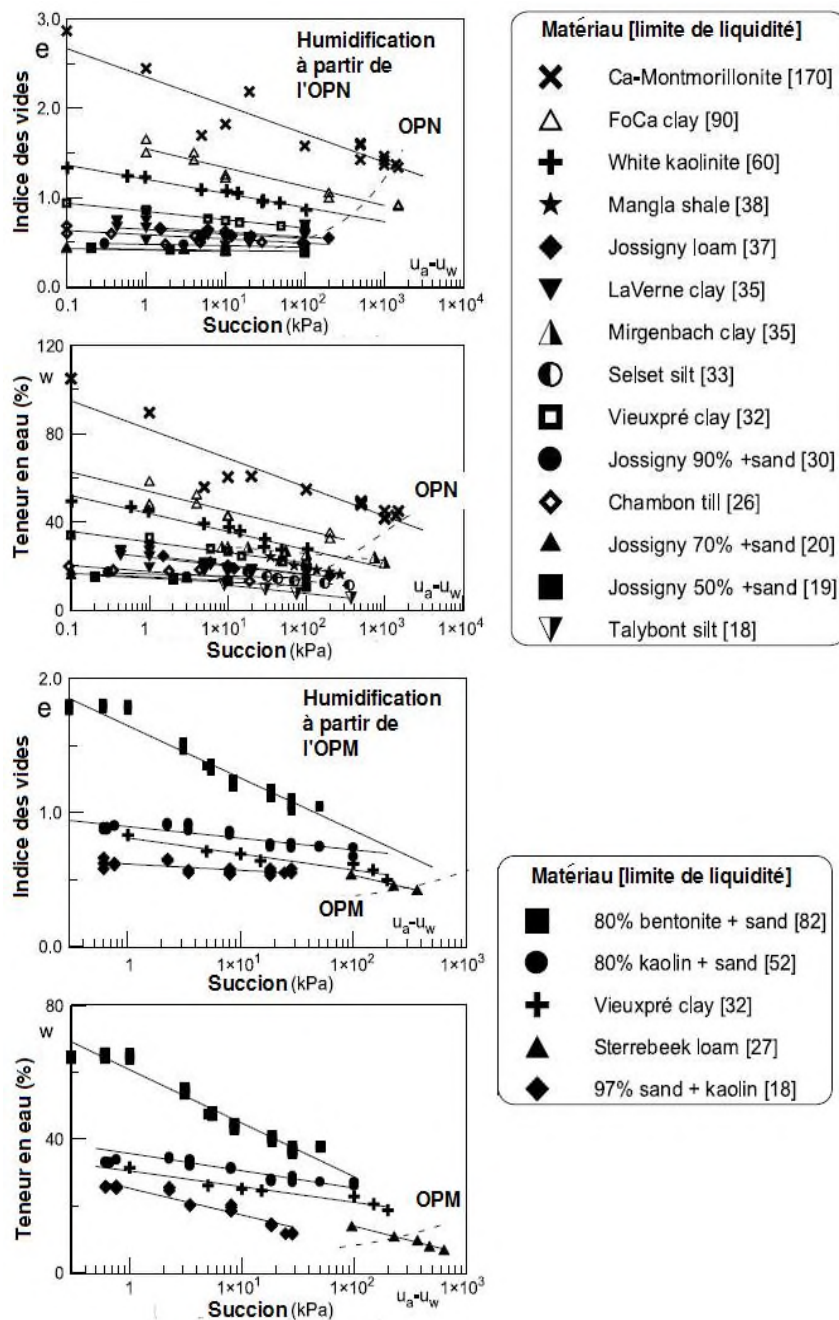 3.0
e
Humidification
à partir de
l'OPN
2.0
OPN
1.0
0.0
Indice des vides
u_a-u_w
0.1
1
1×10¹
1×10²
1×10³
1×10⁴
Succion (kPa)
120
w
80
40
0
Teneur en eau (%)
OPN
u_a-u_w
0.1
1
1×10¹
1×10²
1×10³
1×10⁴
Succion (kPa)
Matériau [limite de liquidité]
Ca-Montmorillonite [170]
FoCa clay [90]
White kaolinite [60]
Mangla shale [38]
Jossigny loam [37]
LaVerne clay [35]
Mirgenbach clay [35]
Selset silt [33]
Vieuxpré clay [32]
Jossigny 90% +sand [30]
Chambon till [26]
Jossigny 70% +sand [20]
Jossigny 50% +sand [19]
Talybont silt [18]
2.0
e
Humidification
à partir de
l'OPM
1.0
0.0
Indice des vides
OPM
u_a-u_w
1
1×10¹
1×10²
1×10³
Succion (kPa)
80
w
40
0
Teneur en eau (%)
OPM
1
1×10¹
1×10²
1×10³
Succion (kPa)
u_a-u_w
Matériau [limite de liquidité]
80% bentonite + sand [82]
80% kaolin + sand [52]
Vieuxpré clay [32]
Sterrebeek loam [27]
97% sand + kaolin [18]